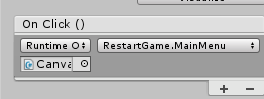 On Click ()
Runtime O RestartGame.MainMenu
Canva
+ −